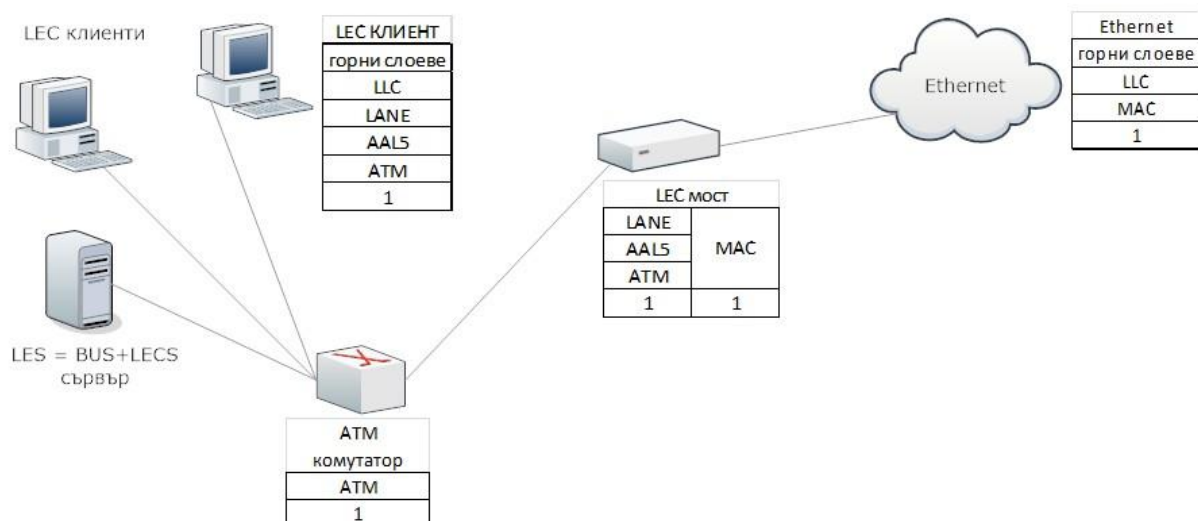 LEC клиенти
LEC КЛИЕНТ
горни слоеве
LLC
LANE
AAL5
ATM
1
Ethernet
Ethernet
горни слоеве
LLC
MAC
1
LEC мост
LANE
AAL5
ATM
1
MAC
1
LES = BUS+LECS
сървър
ATM
комутатор
ATM
1